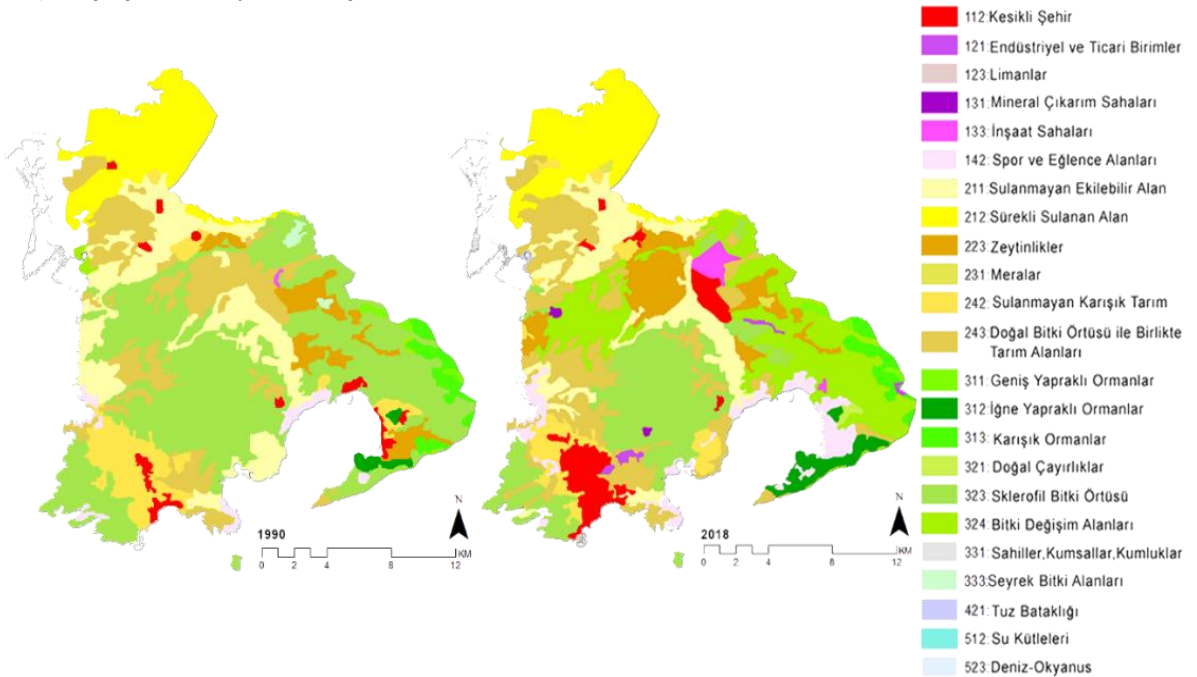 112:Kesikli Şehir
121:Endüstriyel ve Ticari Birimler
123:Limanlar
131:Mineral Çıkarım Sahaları
133:İnşaat Sahaları
142:Spor ve Eğlence Alanları
211:Sulanmayan Ekilebilir Alan
212:Sürekli Sulanan Alan
223:Zeytinlikler
231:Meralar
242:Sulanmayan Karışık Tarım
243:Doğal Bitki Örtüsü ile Birlikte
Tarım Alanları
311:Geniş Yapraklı Ormanlar
312:İğne Yapraklı Ormanlar
313: Karışık Ormanlar
321:Doğal Çayırlıklar
323:Sklerofil Bitki Örtüsü
324:Bitki Değişim Alanları
331:Sahiller,Kumsallar,Kumluklar
333:Seyrek Bitki Alanları
421:Tuz Bataklığı
512:Su Kütleleri
523:Deniz-Okyanus
N
1990
KM
0 2 4 8 12
N
2018
KM
0 2 4 8 12